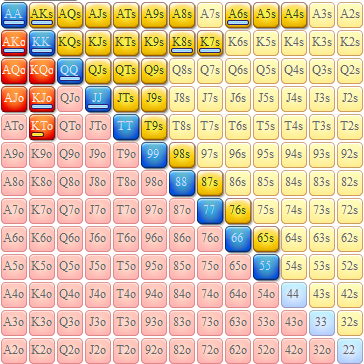 AA AKs AQs AJs ATs A9s A8s A7s A6s A5s A4s A3s A2s
AKo KK KQs KJs KTs K9s K8s K7s K6s K5s K4s K3s K2s
AQo KQo QQ QJs QTs Q9s Q8s Q7s Q6s Q5s Q4s Q3s Q2s
AJo KJo QJo JJ JTs J9s J8s J7s J6s J5s J4s J3s J2s
ATo KTo QTo JTo TT T9s T8s T7s T6s T5s T4s T3s T2s
A9o K9o Q9o J9o T9o 99 98s 97s 96s 95s 94s 93s 92s
A8o K8o Q8o J8o T8o 98o 88 87s 86s 85s 84s 83s 82s
A7o K7o Q7o J7o T7o 97o 87o 77 76s 75s 74s 73s 72s
A6o K6o Q6o J6o T6o 96o 86o 76o 66 65s 64s 63s 62s
A5o K5o Q5o J5o T5o 95o 85o 75o 65o 55 54s 53s 52s
A4o K4o Q4o J4o T4o 94o 84o 74o 64o 54o 44 43s 42s
A3o K3o Q3o J3o T3o 93o 83o 73o 63o 53o 43o 33 32s
A2o K2o Q2o J2o T2o 92o 82o 72o 62o 52o 42o 32o 22